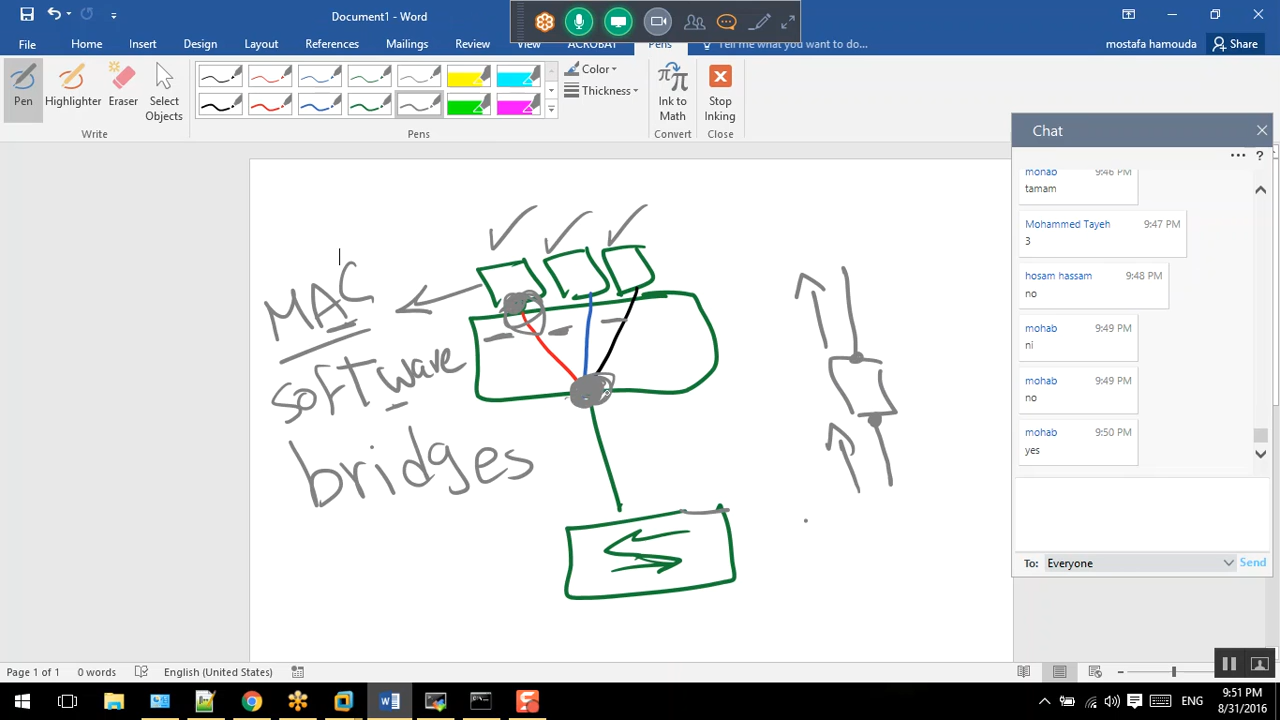 Document1 - Word
mostafa hamouda
Share
File
Home
Insert
Design
Layout
References
Mailings
Review
View
ACROBAT
Pens
Tell me what you want to do...
Pen
Highlighter
Eraser
Select
Objects
Color
Thickness
Ink to
Math
Stop
Inking
Write
Pens
Convert
Close
Chat
?
mohab 9:46 PM
tamam
Mohammed Tayeh 9:47 PM
3
hosam hassam 9:48 PM
no
mohab 9:49 PM
ni
mohab 9:49 PM
no
mohab 9:50 PM
yes
To: Everyone Send
MAC
software
bridges
Page 1 of 1 0 words English (United States)
ENG
9:51 PM
8/31/2016